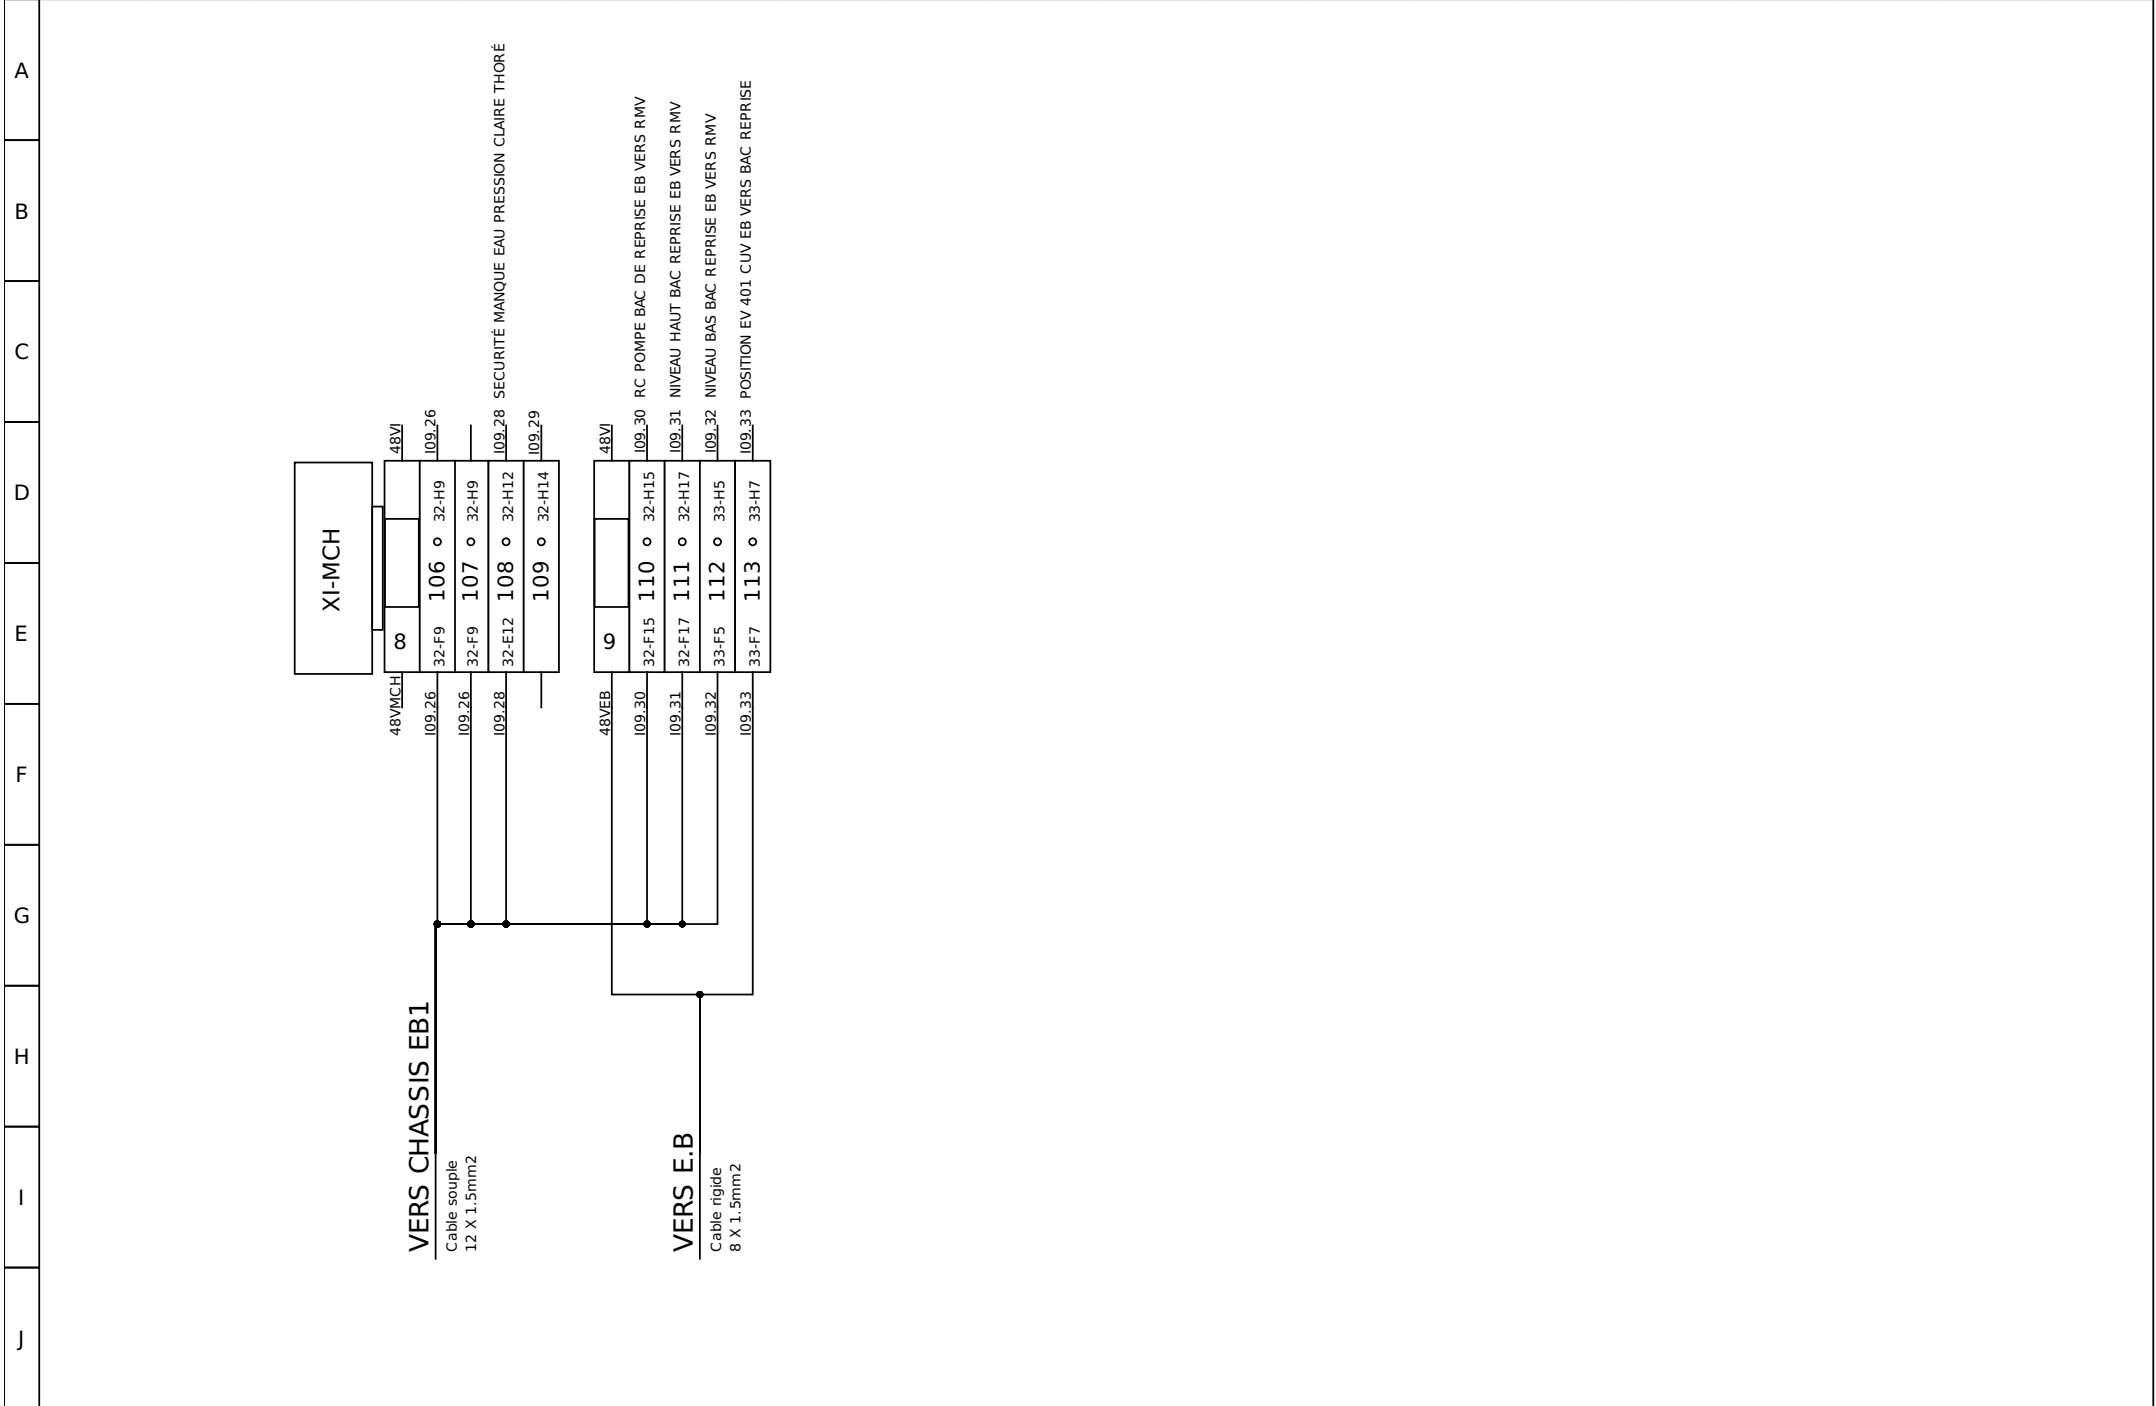 A
B
C
D
E
F
G
H
I
J
XI-MCH
48VI
I09.26
I09.28 SECURITÉ MANQUE EAU PRESSION CLAIRE THORÉ
I09.29
48VI
I09.30 RC POMPE BAC DE REPRISE EB VERS RMV
I09.31 NIVEAU HAUT BAC REPRISE EB VERS RMV
I09.32 NIVEAU BAS BAC REPRISE EB VERS RMV
I09.33 POSITION EV 401 CUV EB VERS BAC REPRISE
8
32-F9 106 32-H9
32-F9 107 32-H9
32-E12 108 32-H12
109 32-H14
9
32-F15 110 32-H15
32-F17 111 32-H17
33-F5 112 33-H5
33-F7 113 33-H7
48VMCH
I09.26
I09.26
I09.28
48VEB
I09.30
I09.31
I09.32
I09.33
VERS CHASSIS EB1
Cable souple
12 X 1.5mm2
VERS E.B
Cable rigide
8 X 1.5mm2